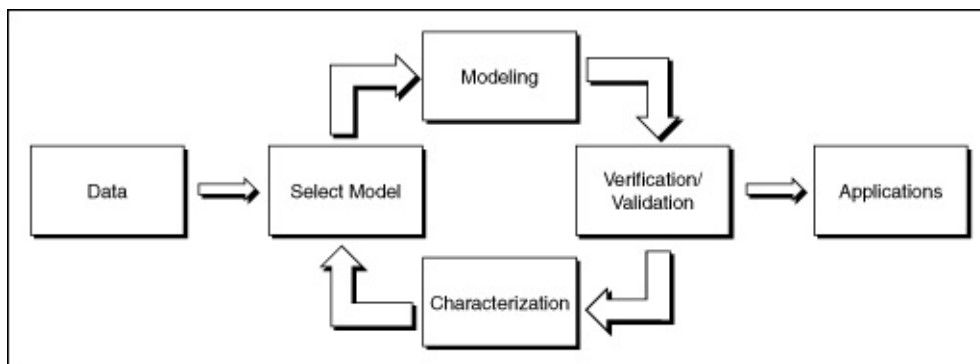 Modeling
Data
Select Model
Verification/
Validation
Applications
Characterization